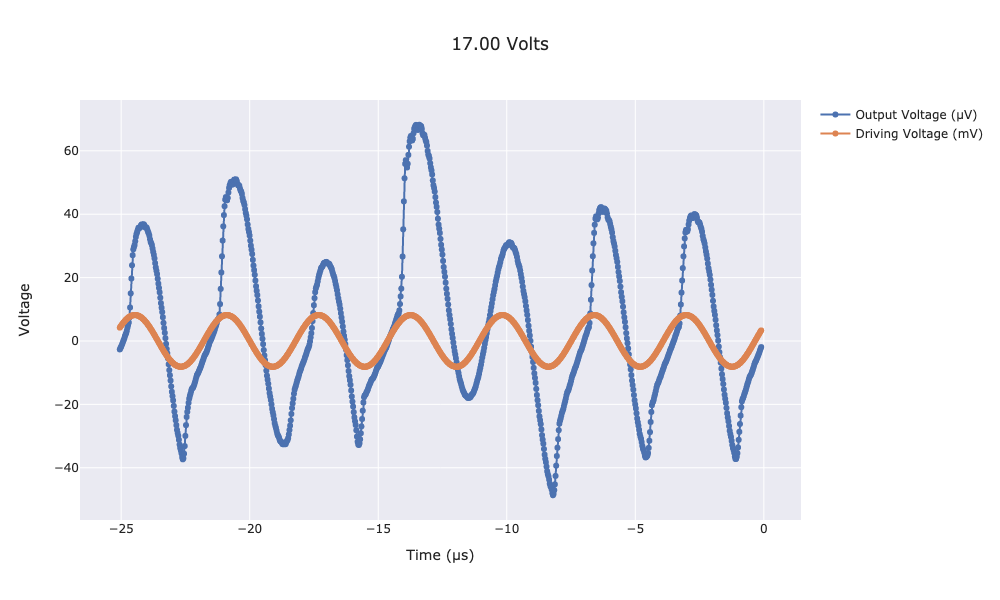 17.00 Volts
Output Voltage (μV)
Driving Voltage (mV)
60
40
20
0
−20
−40
Voltage
−25
−20
−15
−10
−5
0
Time (μs)